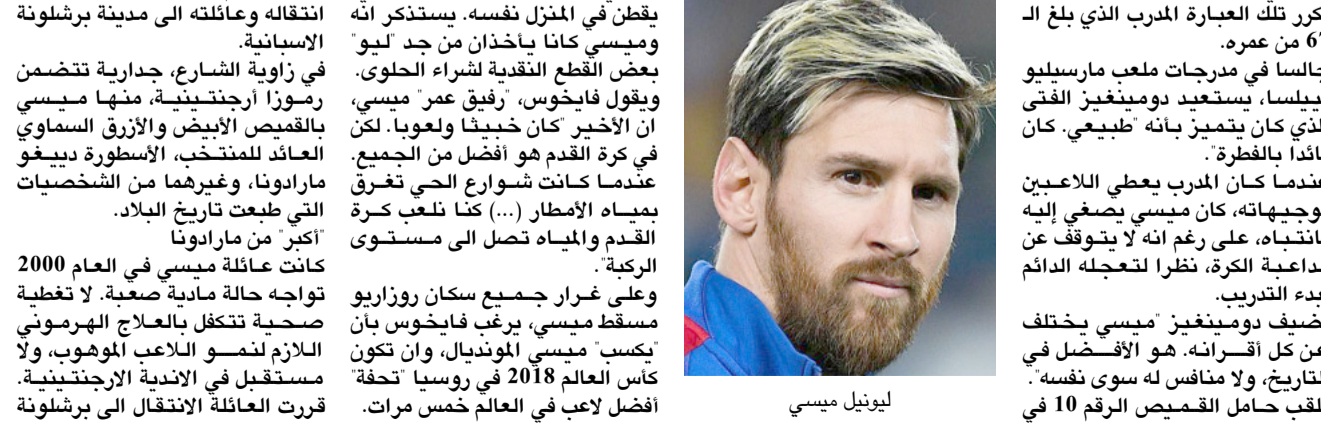 كرر تلك العبارة المدرب الذي بلغ الـ
من عمره.
جالسا في مدرجات ملعب مارسيليو
ييلسا، يستعيد دومينغيز الفتى
لذي كان يتميز بأنه "طبيعي. كان
ائدا بالفطرة".
عندما كان المدرب يعطي اللاعبين
وجيهاته، كان ميسي يصغي إليه
انتباه، على رغم انه لا يتوقف عن
داعبة الكرة، نظرا لتعجله الدائم
بدء التدريب.
ضيف دومينغيز "ميسي يختلف
عن كل أقرانه. هو الأفضل في
لتاريخ، ولا منافس له سوى نفسه".
لقب حامل القميص الرقم 10 في
ليونيل ميسي
يقطن في المنزل نفسه. يستذكر انه
وميسي كانا يأخذان من جد "ليو"
بعض القطع النقدية لشراء الحلوى.
ويقول فايخوس، "رفيق عمر" ميسي،
ان الأخير "كان خبيثا ولعوبا. لكن
في كرة القدم هو أفضل من الجميع.
عندما كانت شوارع الحي تغرق
بمياه الأمطار (...) كنا نلعب كرة
القدم والمياه تصل الى مستوى
الركبة".
وعلى غرار جميع سكان روزاريو
مسقط ميسي، يرغب فايخوس بأن
"يكسب" ميسي المونديال، وان تكون
كأس العالم 2018 في روسيا "تحفة"
أفضل لاعب في العالم خمس مرات.
انتقاله وعائلته الى مدينة برشلونة
الاسبانية.
في زاوية الشارع، جدارية تتضمن
رموزا أرجنتينية، منها ميسي
بالقميص الأبيض والأزرق السماوي
العائد للمنتخب، الأسطورة دييغو
مارادونا، وغيرهما من الشخصيات
التي طبعت تاريخ البلاد.
"أكبر" من مارادونا
كانت عائلة ميسي في العام 2000
تواجه حالة مادية صعبة. لا تغطية
صحية تتكفل بالعلاج الهرموني
اللازم لنمو اللاعب الموهوب، ولا
مستقبل في الاندية الارجنتينية.
قررت العائلة الانتقال الى برشلونة